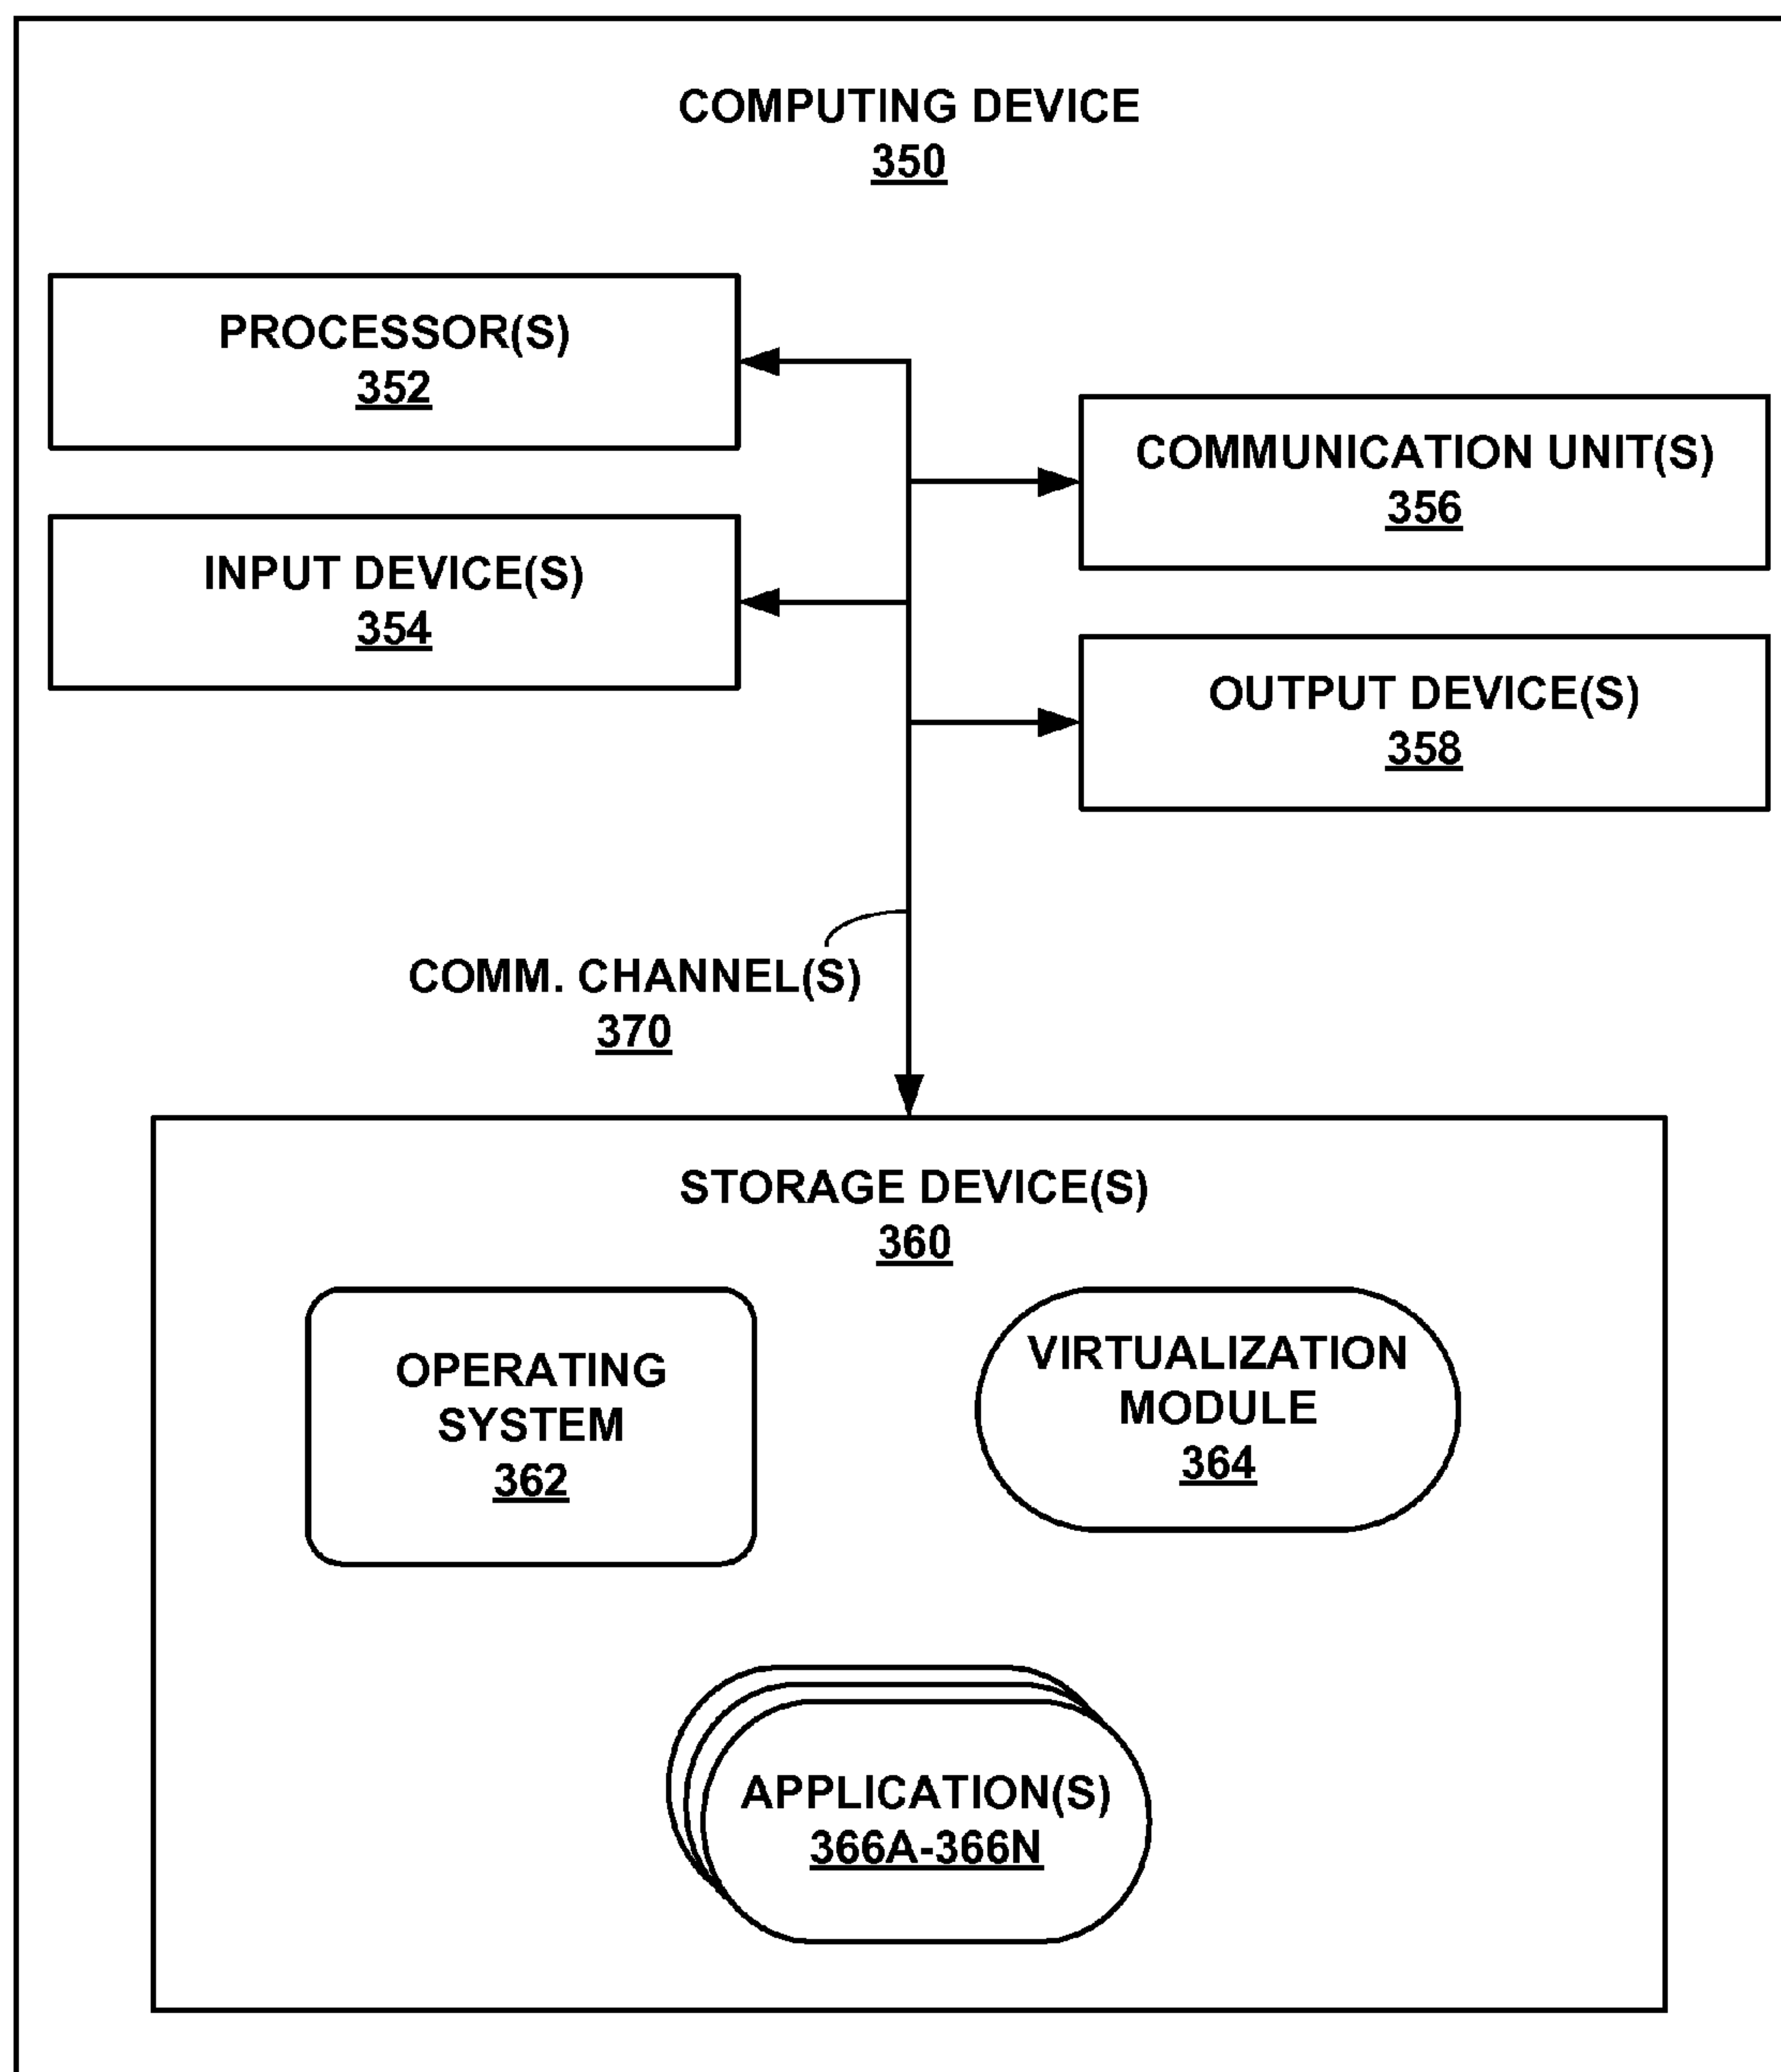 COMPUTING DEVICE
350
PROCESSOR(S)
352
COMMUNICATION UNIT(S)
356
INPUT DEVICE(S)
354
OUTPUT DEVICE(S)
358
COMM. CHANNEL(S)
370
STORAGE DEVICE(S)
360
OPERATING
SYSTEM
362
VIRTUALIZATION
MODULE
364
APPLICATION(S)
366A-366N